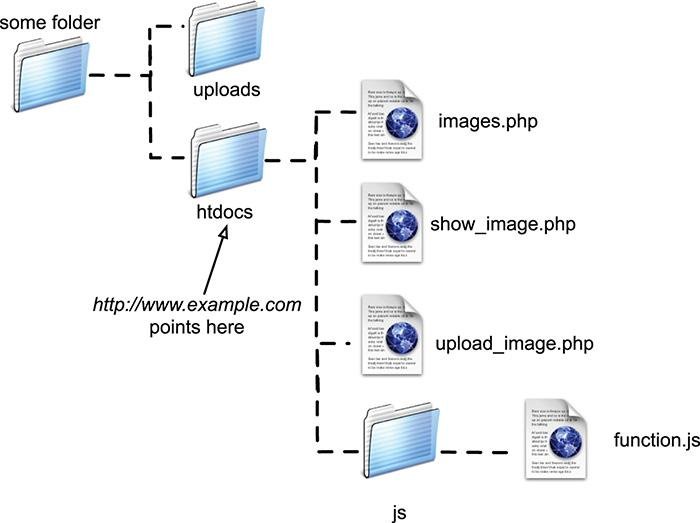 some folder
uploads
htdocs
http://www.example.com
points here
images.php
show_image.php
upload_image.php
js
function.js